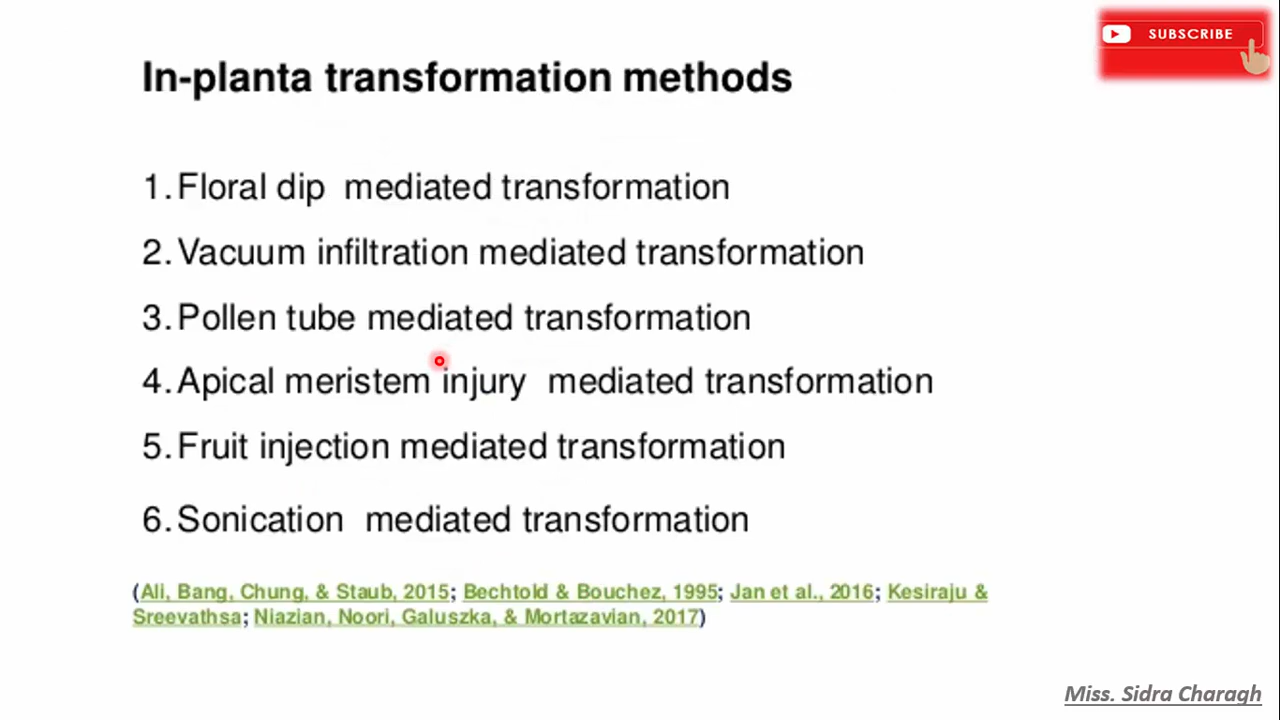 SUBSCRIBE
In-planta transformation methods
1. Floral dip mediated transformation
2. Vacuum infiltration mediated transformation
3. Pollen tube mediated transformation
4. Apical meristem injury mediated transformation
5. Fruit injection mediated transformation
6. Sonication mediated transformation
(Ali, Bang, Chung, & Staub, 2015; Bechtold & Bouchez, 1995; Jan et al., 2016; Kesiraju &
Sreevathsa; Niazian, Noori, Galuszka, & Mortazavian, 2017)
Miss. Sidra Charagh